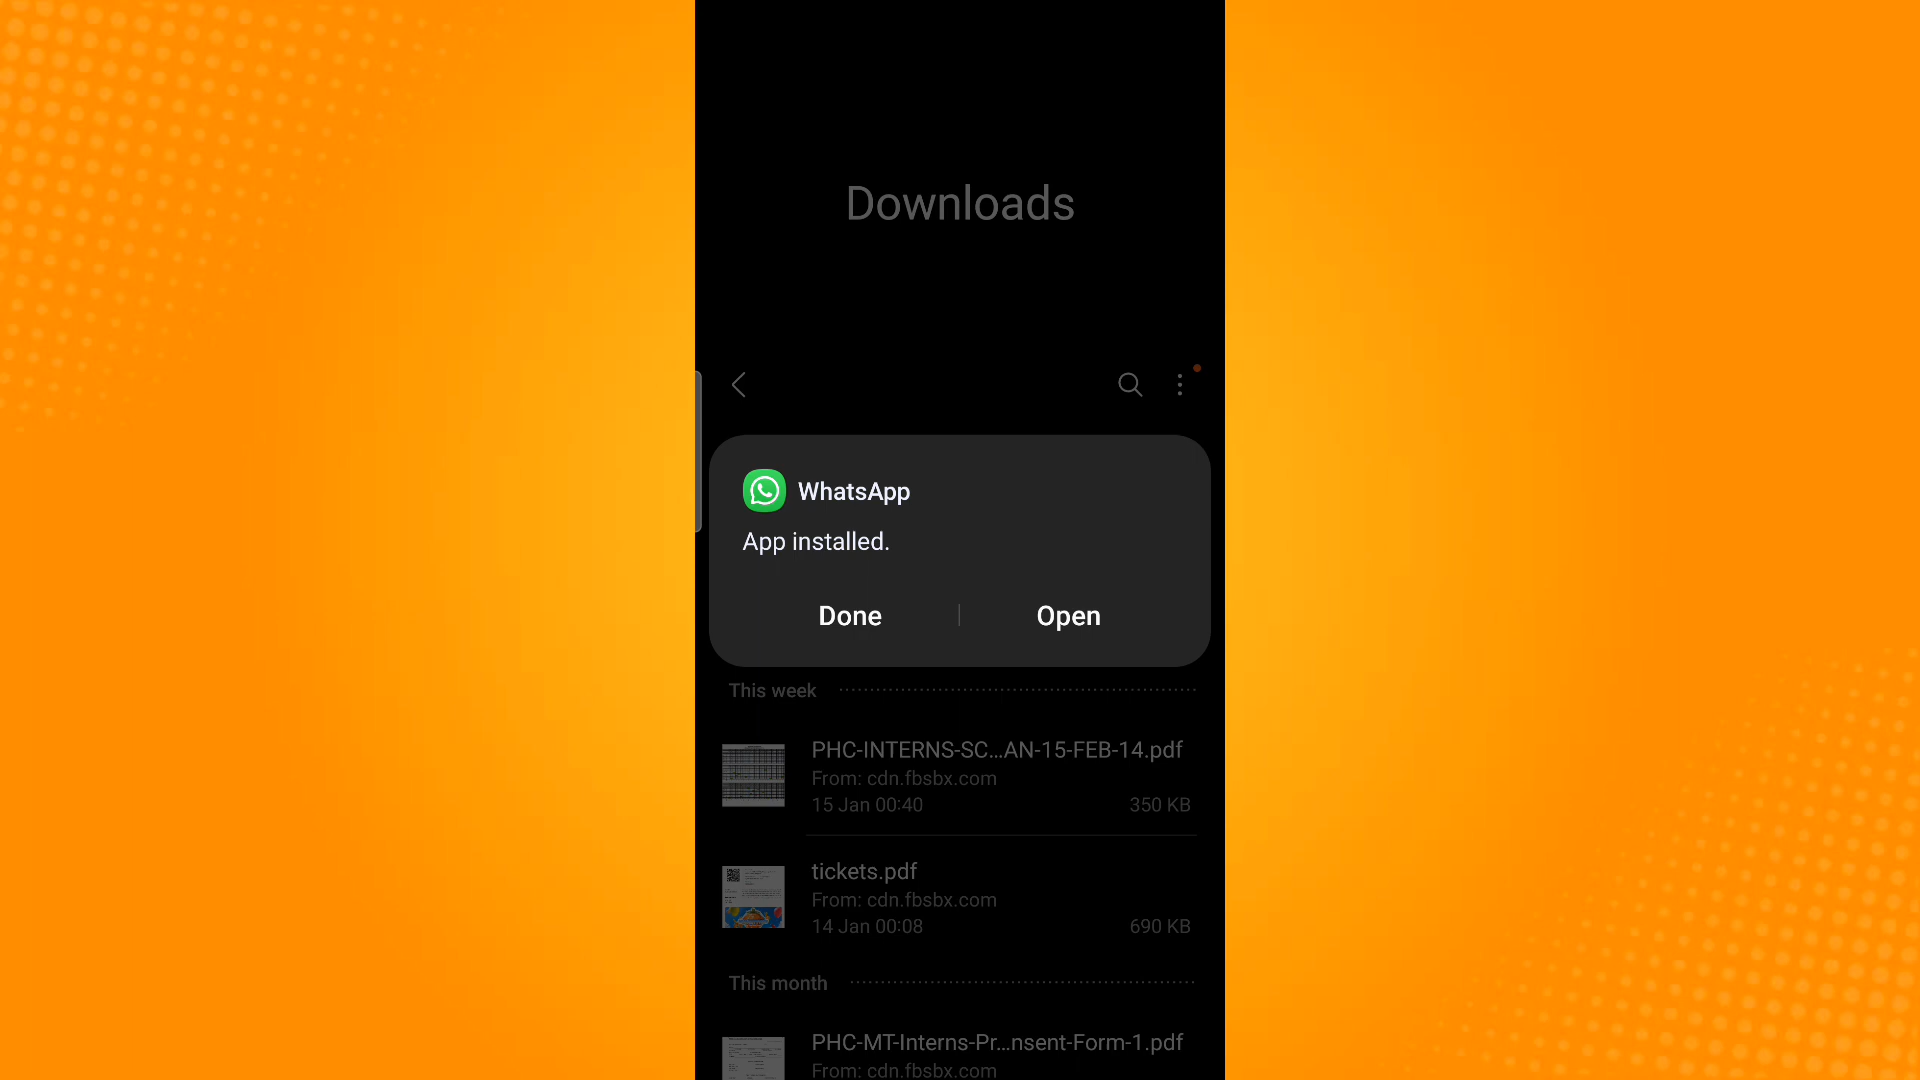 Downloads
WhatsApp
App installed.
Done
Open
This week
PHC-INTERNS-SC...AN-15-FEB-14.pdf
From: cdn.fbsbx.com
15 Jan 00:40
350 KB
tickets.pdf
From: cdn.fbsbx.com
14 Jan 00:08
690 KB
This month
PHC-MT-Interns-Pr...nsent-Form-1.pdf
From: cdn.fbsbx.com